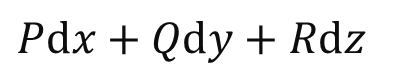 Pdx + Qdy + Rdz